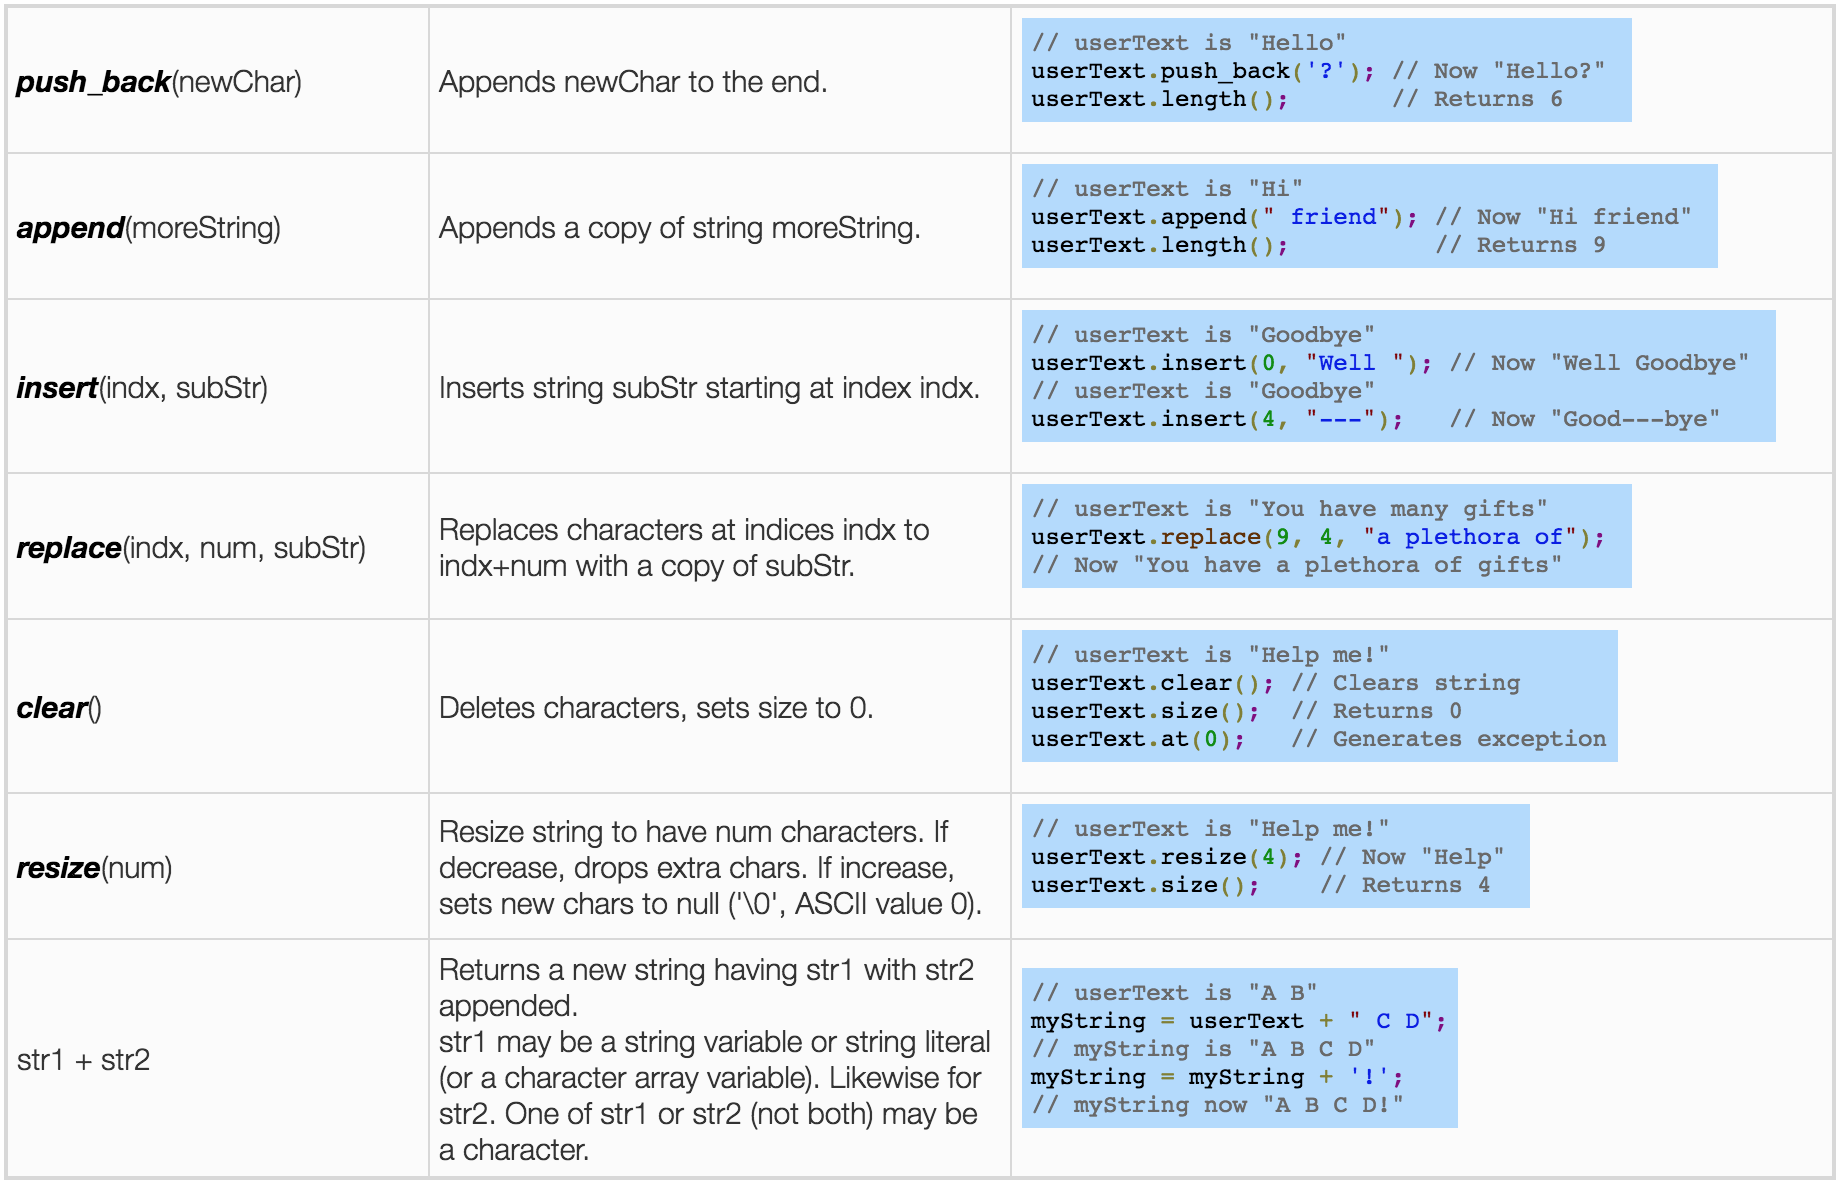 push_back(newChar)
Appends newChar to the end.
// userText is "Hello"
userText.push_back('?'); // Now "Hello?"
userText.length();       // Returns 6
append(moreString)
Appends a copy of string moreString.
// userText is "Hi"
userText.append(" friend"); // Now "Hi friend"
userText.length();          // Returns 9
insert(indx, subStr)
Inserts string subStr starting at index indx.
// userText is "Goodbye"
userText.insert(0, "Well "); // Now "Well Goodbye"
// userText is "Goodbye"
userText.insert(4, "---");   // Now "Good---bye"
replace(indx, num, subStr)
Replaces characters at indices indx to
indx+num with a copy of subStr.
// userText is "You have many gifts"
userText.replace(9, 4, "a plethora of");
// Now "You have a plethora of gifts"
clear()
Deletes characters, sets size to 0.
// userText is "Help me!"
userText.clear(); // Clears string
userText.size();  // Returns 0
userText.at(0);   // Generates exception
resize(num)
Resize string to have num characters. If
decrease, drops extra chars. If increase,
sets new chars to null ('\0', ASCII value 0).
// userText is "Help me!"
userText.resize(4); // Now "Help"
userText.size();    // Returns 4
str1 + str2
Returns a new string having str1 with str2
appended.
str1 may be a string variable or string literal
(or a character array variable). Likewise for
str2. One of str1 or str2 (not both) may be
a character.
// userText is "A B"
myString = userText + " C D";
// myString is "A B C D"
myString = myString + '!';
// myString now "A B C D!"